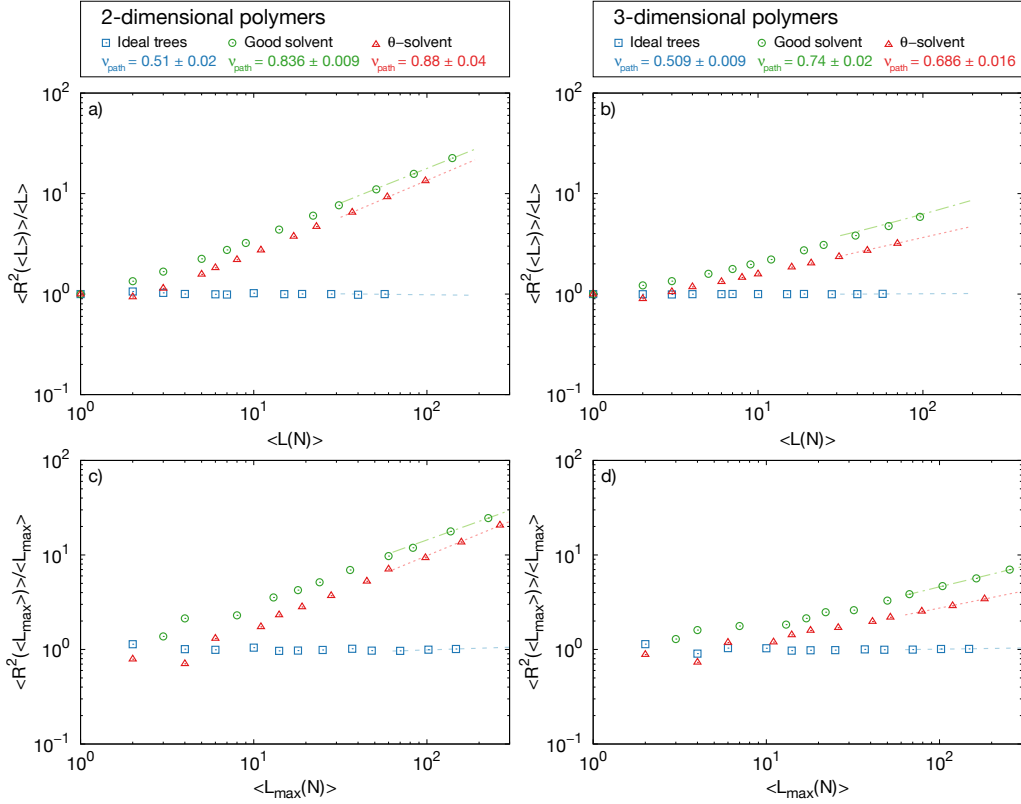 2-dimensional polymers
Ideal trees Good solvent θ-solvent
ν_path = 0.51 ± 0.02 ν_path = 0.836 ± 0.009 ν_path = 0.88 ± 0.04
3-dimensional polymers
Ideal trees Good solvent θ-solvent
ν_path = 0.509 ± 0.009 ν_path = 0.74 ± 0.02 ν_path = 0.686 ± 0.016
a)
<R^2(<L>)>/<L>
10^2
10^1
10^0
10^-1
10^0 10^1 10^2
<L(N)>
b)
<R^2(<L>)>/<L>
10^2
10^1
10^0
10^-1
10^0 10^1 10^2
<L(N)>
c)
<R^2(<L_max>)>/<L_max>
10^2
10^1
10^0
10^-1
10^0 10^1 10^2
<L_max(N)>
d)
<R^2(<L_max>)>/<L_max>
10^2
10^1
10^0
10^-1
10^0 10^1 10^2
<L_max(N)>